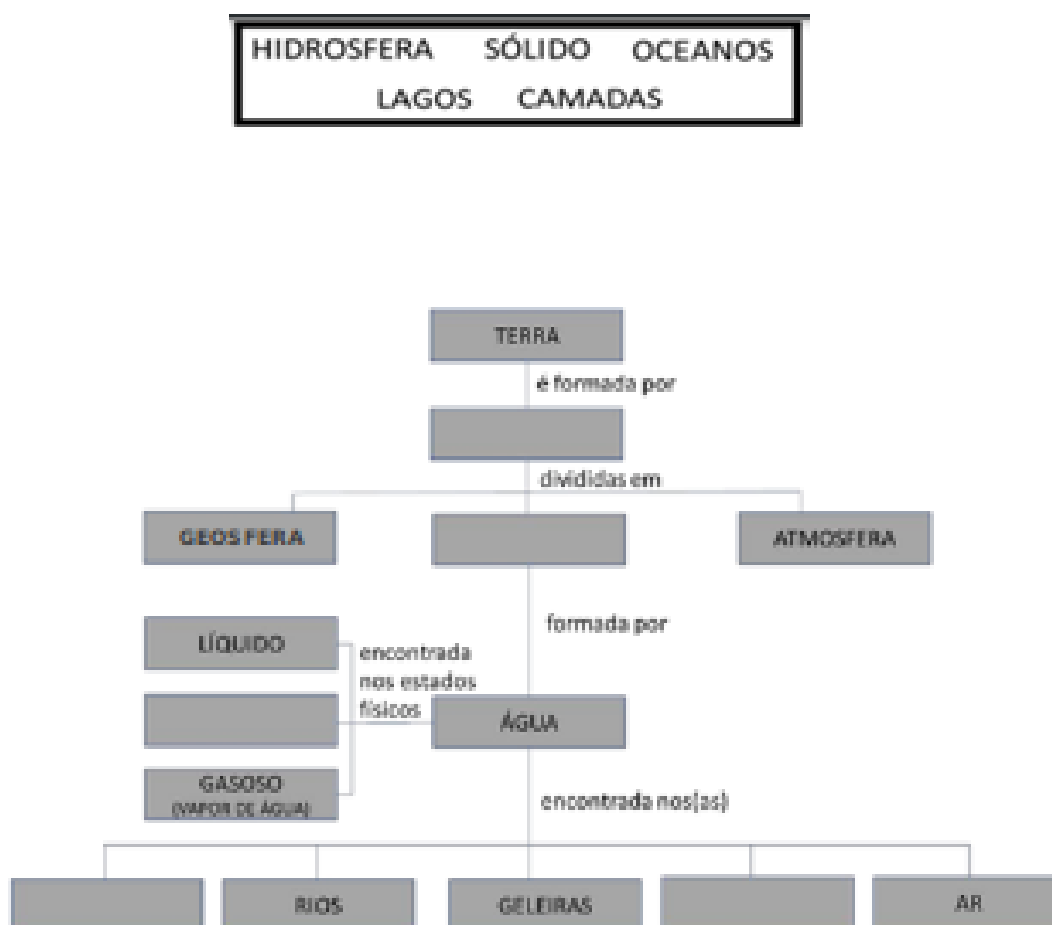 HIDROSFERA SÓLIDO OCEANOS
LAGOS CAMADAS
TERRA
é formada por
divididas em
GEOSFERA
ATMOSFERA
formada por
LÍQUIDO
encontrada
nos estados
físicos
ÁGUA
GASOSO
(VAPOR DE ÁGUA)
encontrada nos(as)
RIOS GELEIRAS AR